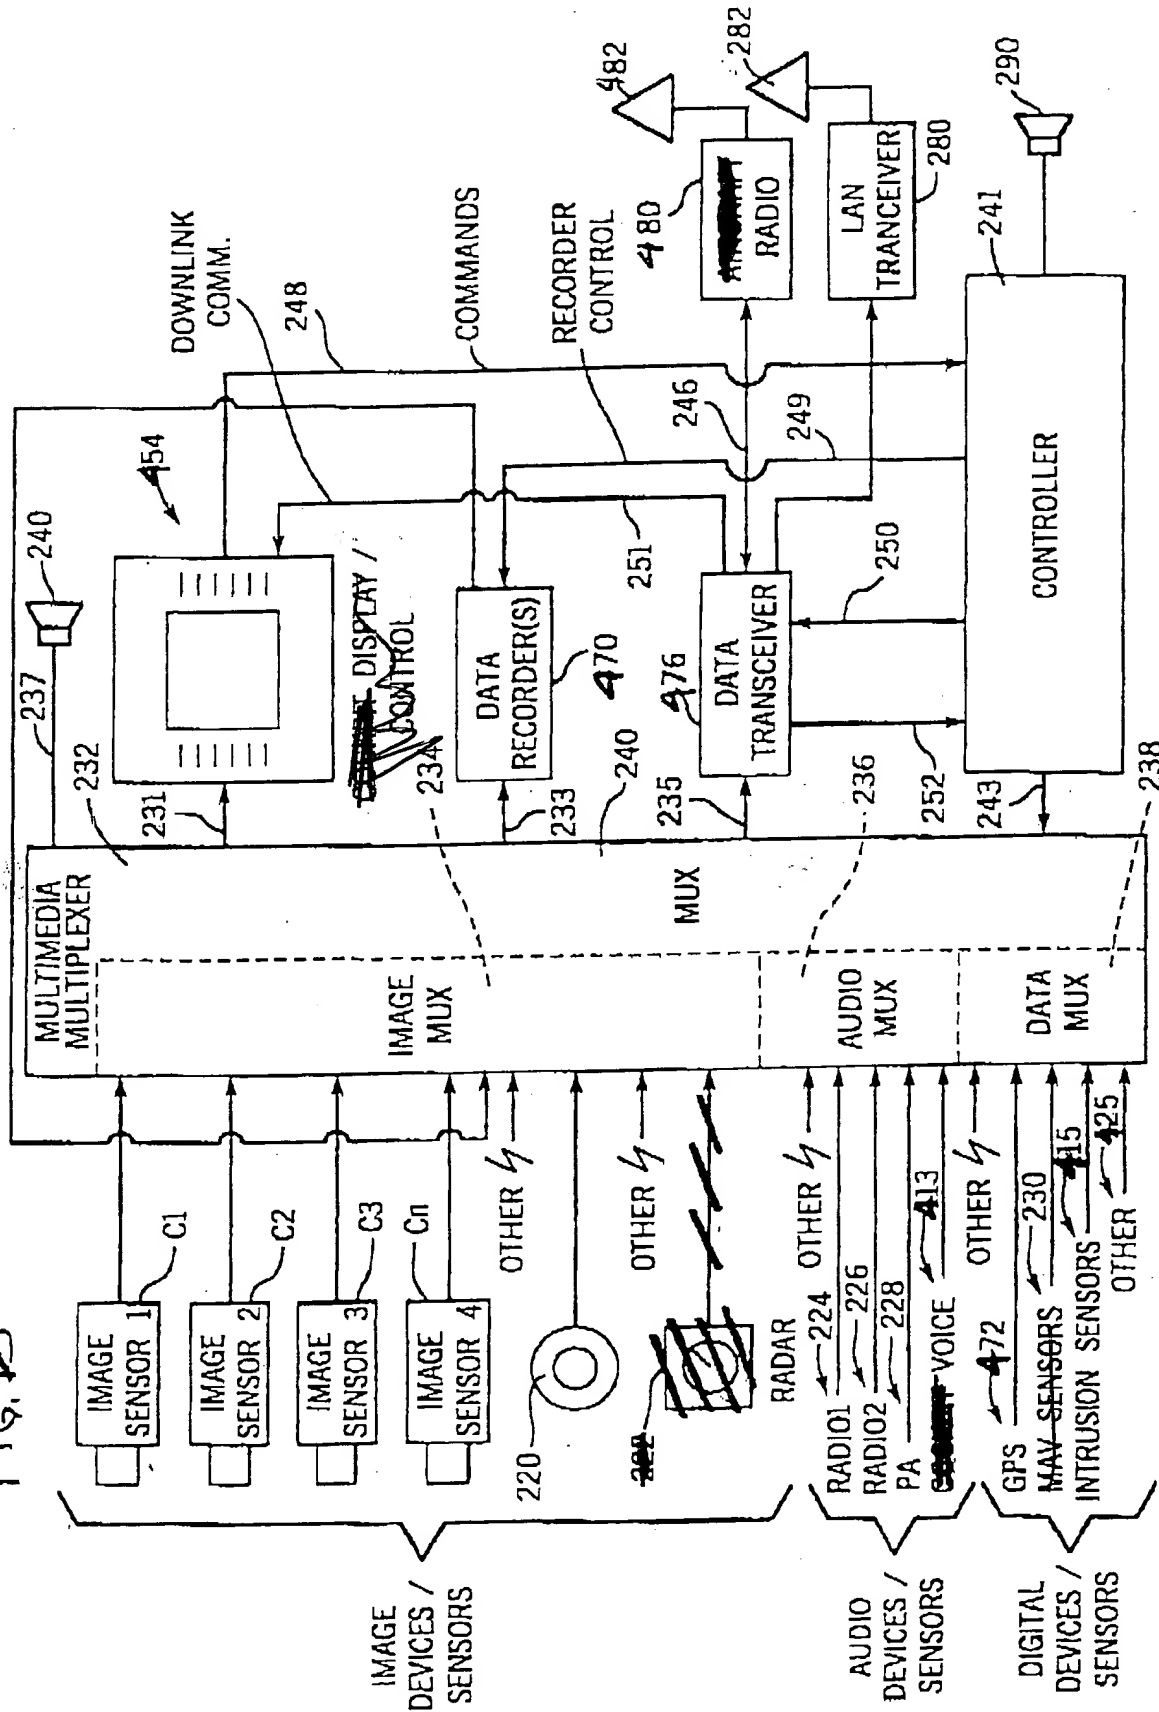 FIG.
IMAGE
DEVICES /
SENSORS
AUDIO
DEVICES /
SENSORS
DIGITAL
DEVICES /
SENSORS
IMAGE
SENSOR 1
C1
IMAGE
SENSOR 2
C2
IMAGE
SENSOR 3
C3
IMAGE
SENSOR 4
Cn
OTHER
220
OTHER
RADAR
OTHER
RADIO1
224
RADIO2
226
PA
228
VOICE
413
OTHER
GPS
472
MAV SENSORS
230
INTRUSION SENSORS
415
OTHER
425
MULTIMEDIA
MULTIPLEXER
232
IMAGE
MUX
234
AUDIO
MUX
236
DATA
MUX
238
MUX
240
237
240
231
454
DISPLAY /
CONTROL
233
DATA
RECORDER(S)
470
235
DATA
TRANSCEIVER
476
243
CONTROLLER
241
290
252
250
251
249
246
DOWNLINK
COMM.
248
COMMANDS
RECORDER
CONTROL
RADIO
480
482
LAN
TRANCEIVER
280
282